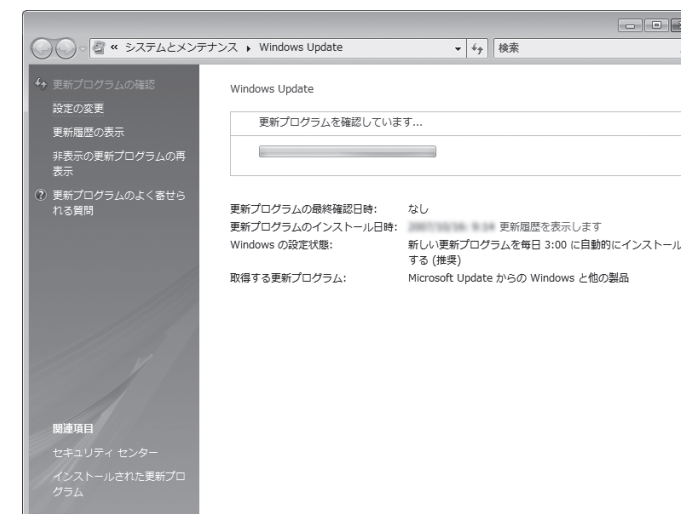 « システムとメンテナンス ▸ Windows Update
検索
更新プログラムの確認
設定の変更
更新履歴の表示
非表示の更新プログラムの再
表示
更新プログラムのよく寄せら
れる質問
関連項目
セキュリティ センター
インストールされた更新プロ
グラム
Windows Update
更新プログラムを確認しています...
更新プログラムの最終確認日時: なし
更新プログラムのインストール日時: 更新履歴を表示します
Windows の設定状態: 新しい更新プログラムを毎日 3:00 に自動的にインストール
する (推奨)
取得する更新プログラム: Microsoft Update からの Windows と他の製品